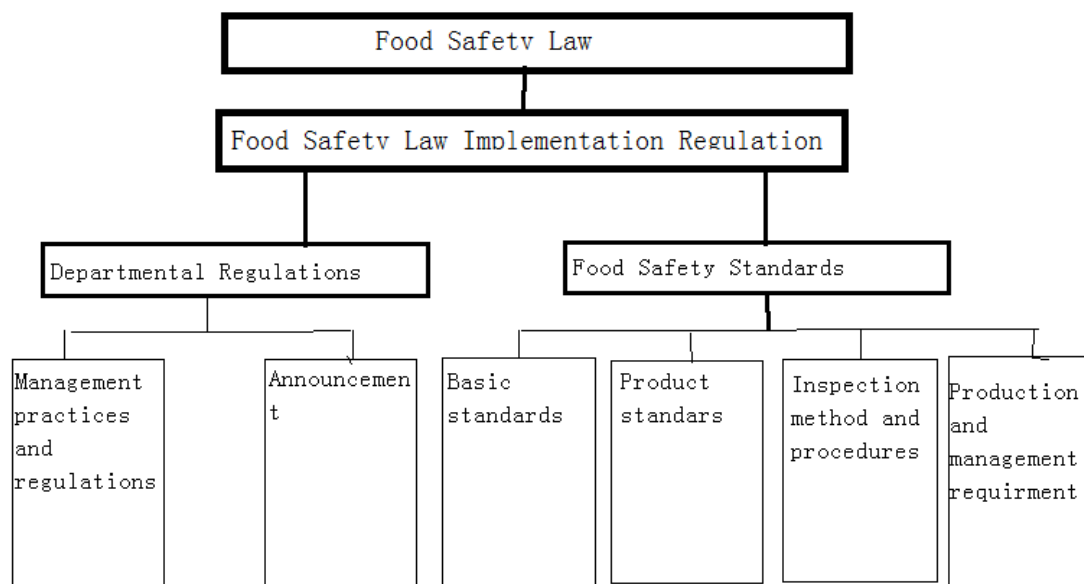 Food Safety Law
Food Safety Law Implementation Regulation
Departmental Regulations
Food Safety Standards
Management
practices
and
regulations
Announcemen
t
Basic
standards
Product
standars
Inspection
method and
procedures
Production
and
management
requirment